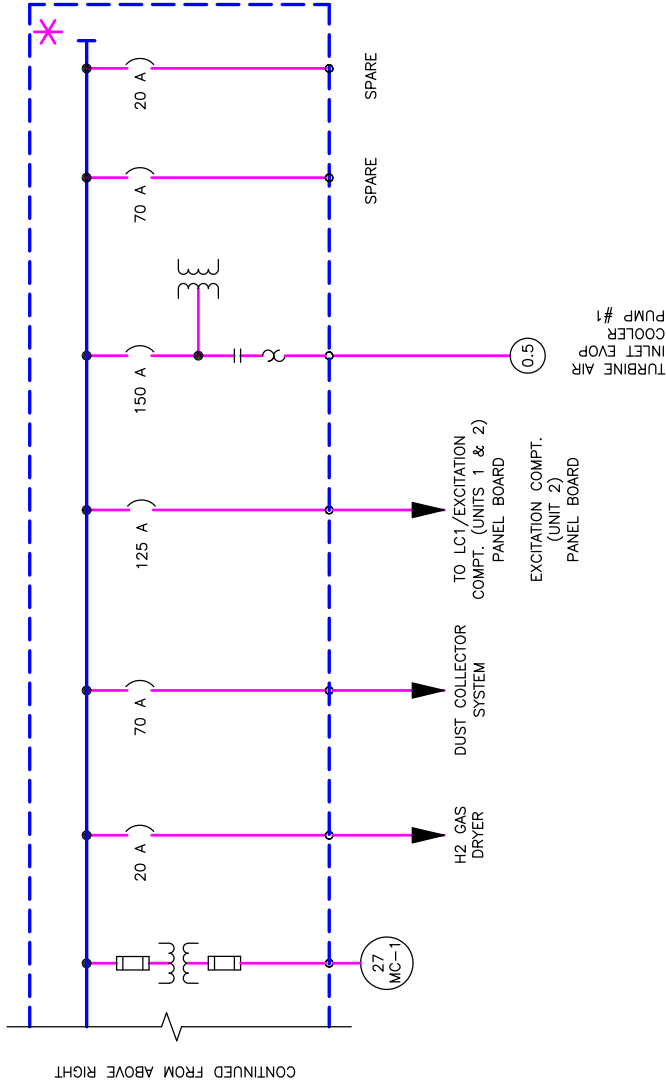 CONTINUED FROM ABOVE RIGHT
27
MC-1
20 A
H2 GAS
DRYER
70 A
DUST COLLECTOR
SYSTEM
125 A
TO LC1/EXCITATION
COMPT. (UNITS 1 & 2)
PANEL BOARD
EXCITATION COMPT.
(UNIT 2)
PANEL BOARD
150 A
0.5
TURBINE AIR
INLET EVOP
COOLER
PUMP #1
70 A
SPARE
20 A
SPARE